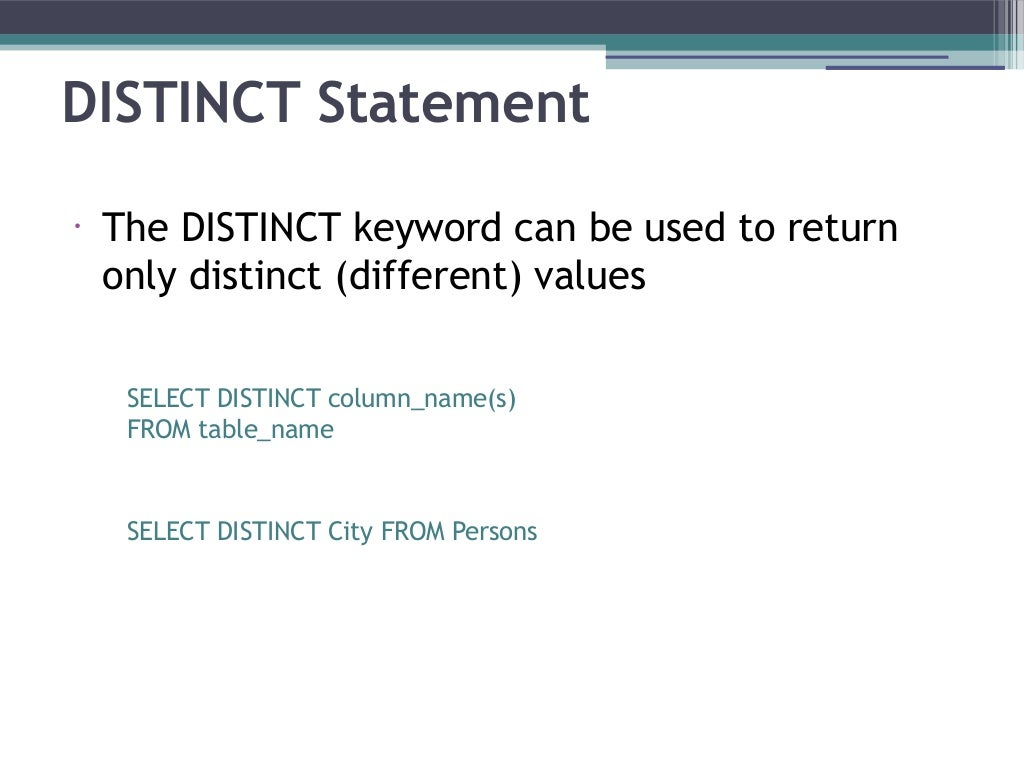 DISTINCT Statement
· The DISTINCT keyword can be used to return
only distinct (different) values
SELECT DISTINCT column_name(s)
FROM table_name
SELECT DISTINCT City FROM Persons